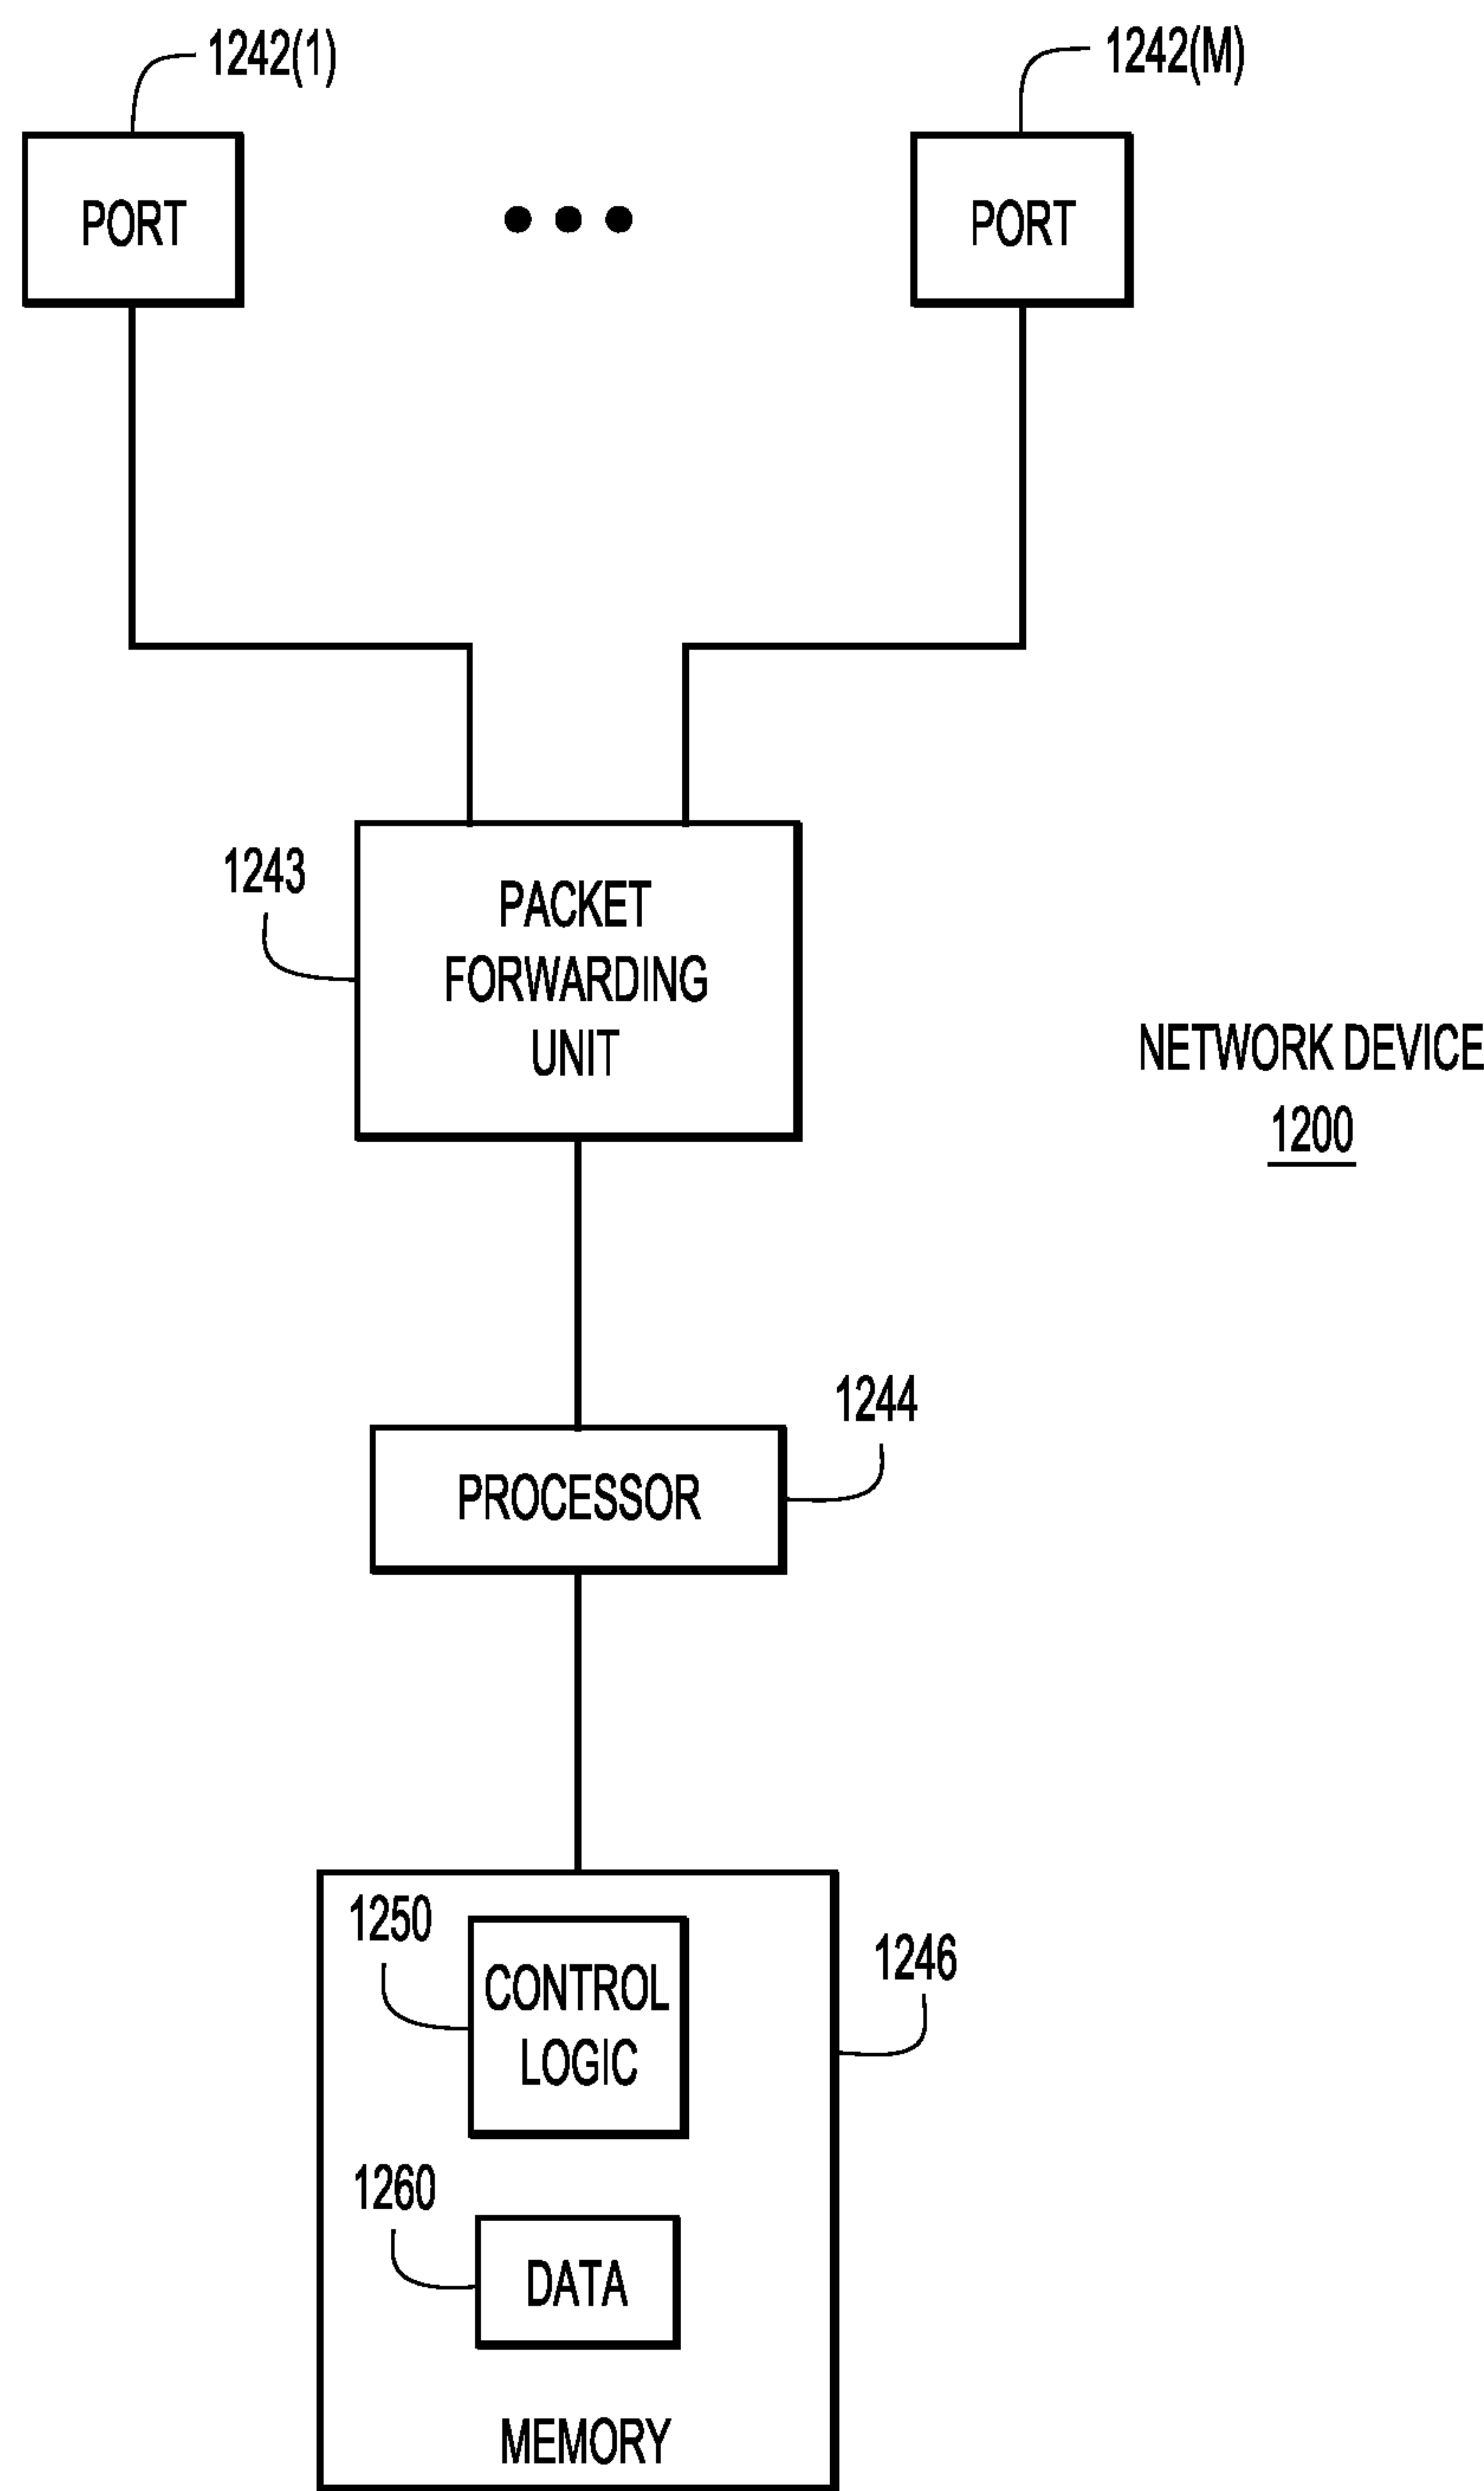 1242(1)
1242(M)
PORT
PORT
1243
PACKET
FORWARDING
UNIT
NETWORK DEVICE
1200
1244
PROCESSOR
1250
CONTROL
LOGIC
1246
1260
DATA
MEMORY